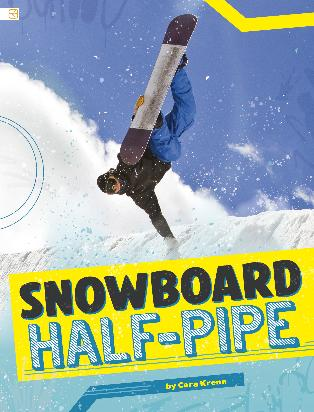 SNOWBOARD
HALF-PIPE
by Cara Krenn